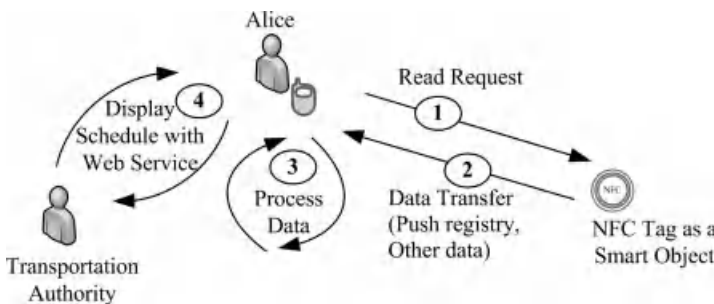 Alice
Read Request
1
Display
Schedule with
Web Service
4
3
Process
Data
2
Data Transfer
(Push registry,
Other data)
NFC
NFC Tag as a
Smart Object
Transportation
Authority